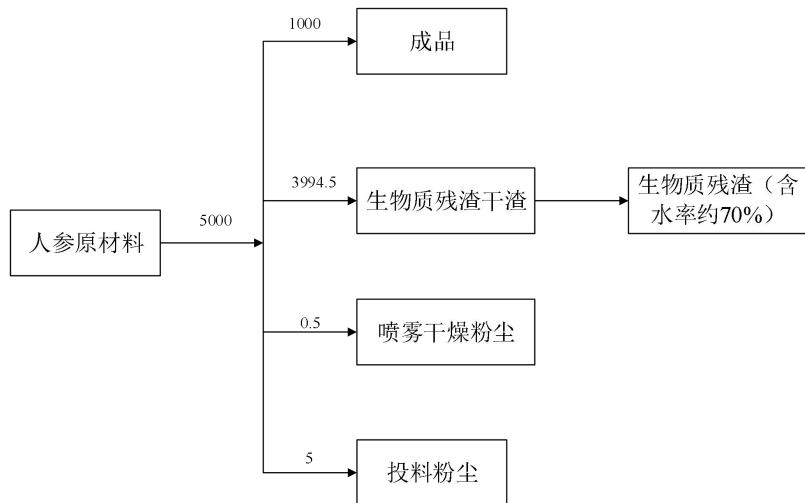 1000
成品
3994.5
生物质残渣干渣
生物质残渣（含
水率约70%）
人参原材料
5000
0.5
喷雾干燥粉尘
5
投料粉尘